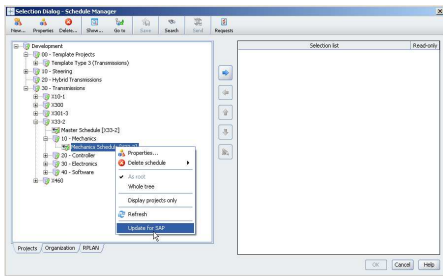 Selection Dialog - Schedule Manager
New... Properties Delete... Show... Go to Save Search Send Requests
Development
00 - Template Projects
Template Type 3 (Transmissions)
10 - Steering
20 - Hybrid Transmissions
30 - Transmissions
X10-1
X300
X301-3
X33-2
Master Schedule [X33-2]
10 - Mechanics
Mechanics Schedule
20 - Controller
30 - Electronics
40 - Software
X460
Properties...
Delete schedule
As root
Whole tree
Display projects only
Refresh
Update for SAP
Projects Organization RPLAN
Selection list Read-only
OK Cancel Help